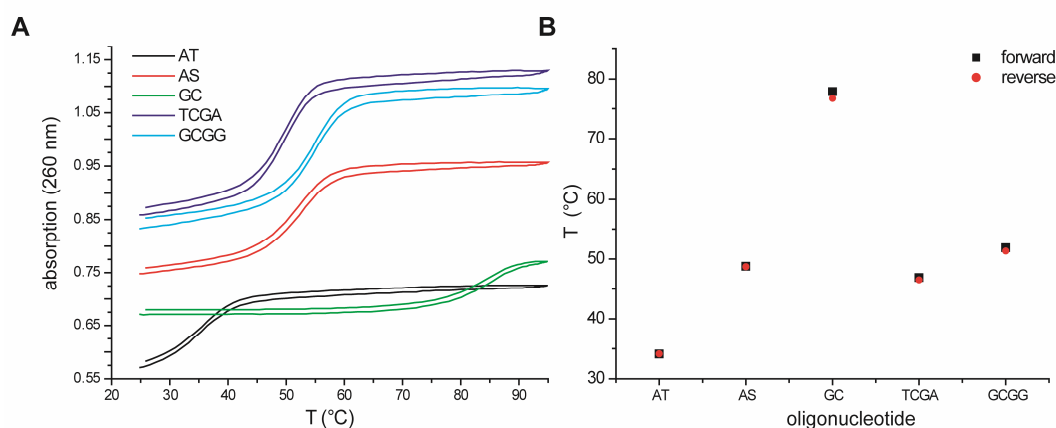 A
AT
AS
GC
TCGA
GCGG
1.15
1.05
0.95
0.85
0.75
0.65
0.55
absorption (260 nm)
20
30
40
50
60
70
80
90
T (°C)
B
forward
reverse
80
70
60
50
40
30
T (°C)
AT
AS
GC
TCGA
GCGG
oligonucleotide